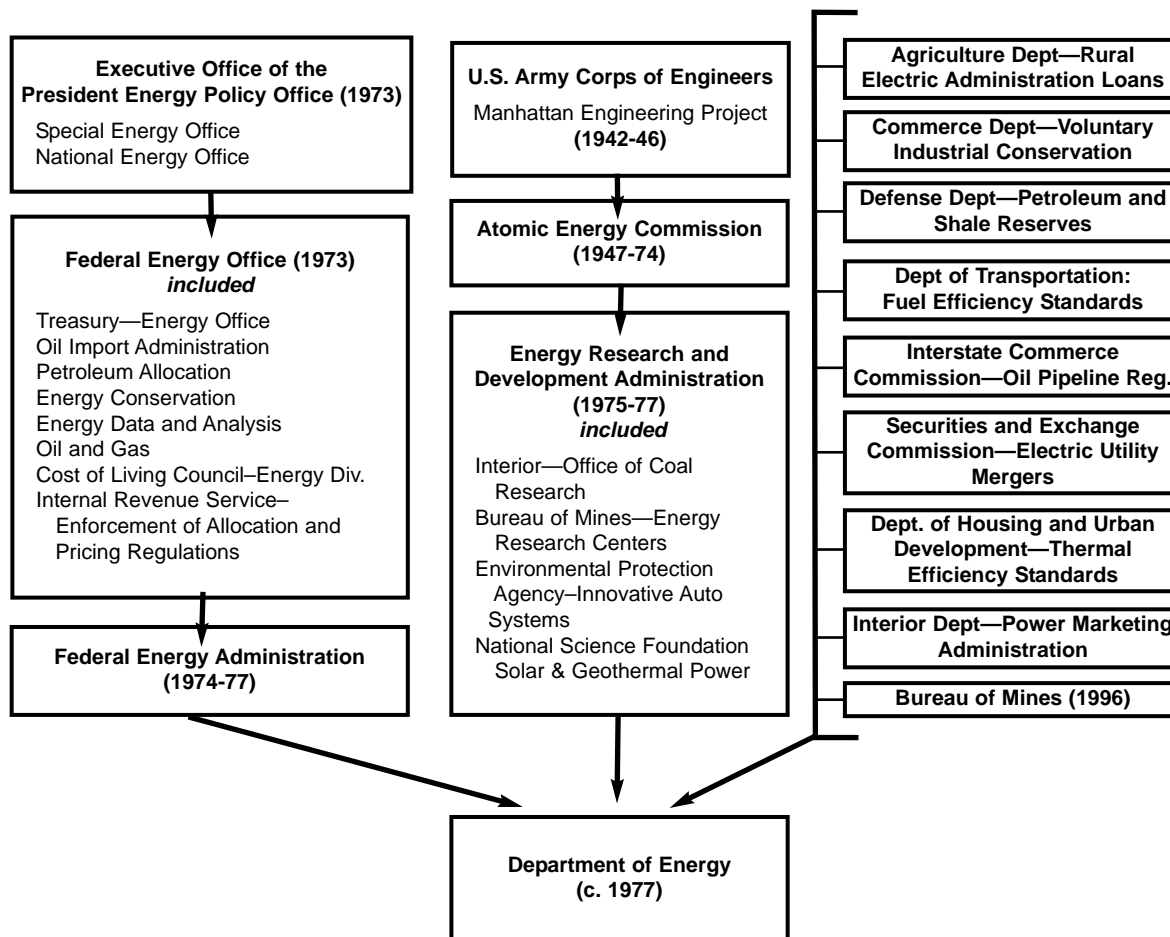 Executive Office of the
President Energy Policy Office (1973)
Special Energy Office
National Energy Office
Federal Energy Office (1973)
included
Treasury—Energy Office
Oil Import Administration
Petroleum Allocation
Energy Conservation
Energy Data and Analysis
Oil and Gas
Cost of Living Council–Energy Div.
Internal Revenue Service–
Enforcement of Allocation and
Pricing Regulations
Federal Energy Administration
(1974-77)
U.S. Army Corps of Engineers
Manhattan Engineering Project
(1942-46)
Atomic Energy Commission
(1947-74)
Energy Research and
Development Administration
(1975-77)
included
Interior—Office of Coal
Research
Bureau of Mines—Energy
Research Centers
Environmental Protection
Agency–Innovative Auto
Systems
National Science Foundation
Solar & Geothermal Power
Agriculture Dept—Rural
Electric Administration Loans
Commerce Dept—Voluntary
Industrial Conservation
Defense Dept—Petroleum and
Shale Reserves
Dept of Transportation:
Fuel Efficiency Standards
Interstate Commerce
Commission—Oil Pipeline Reg.
Securities and Exchange
Commission—Electric Utility
Mergers
Dept. of Housing and Urban
Development—Thermal
Efficiency Standards
Interior Dept—Power Marketing
Administration
Bureau of Mines (1996)
Department of Energy
(c. 1977)